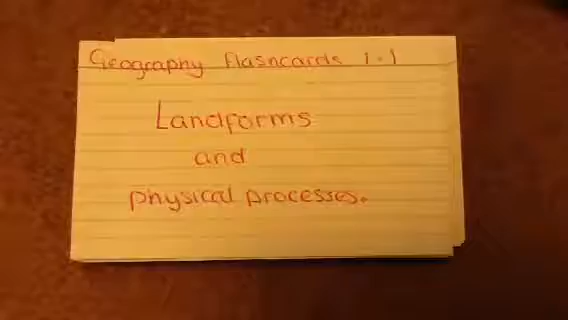 Geography Flashcards 1.1
Landforms
and
physical processes.